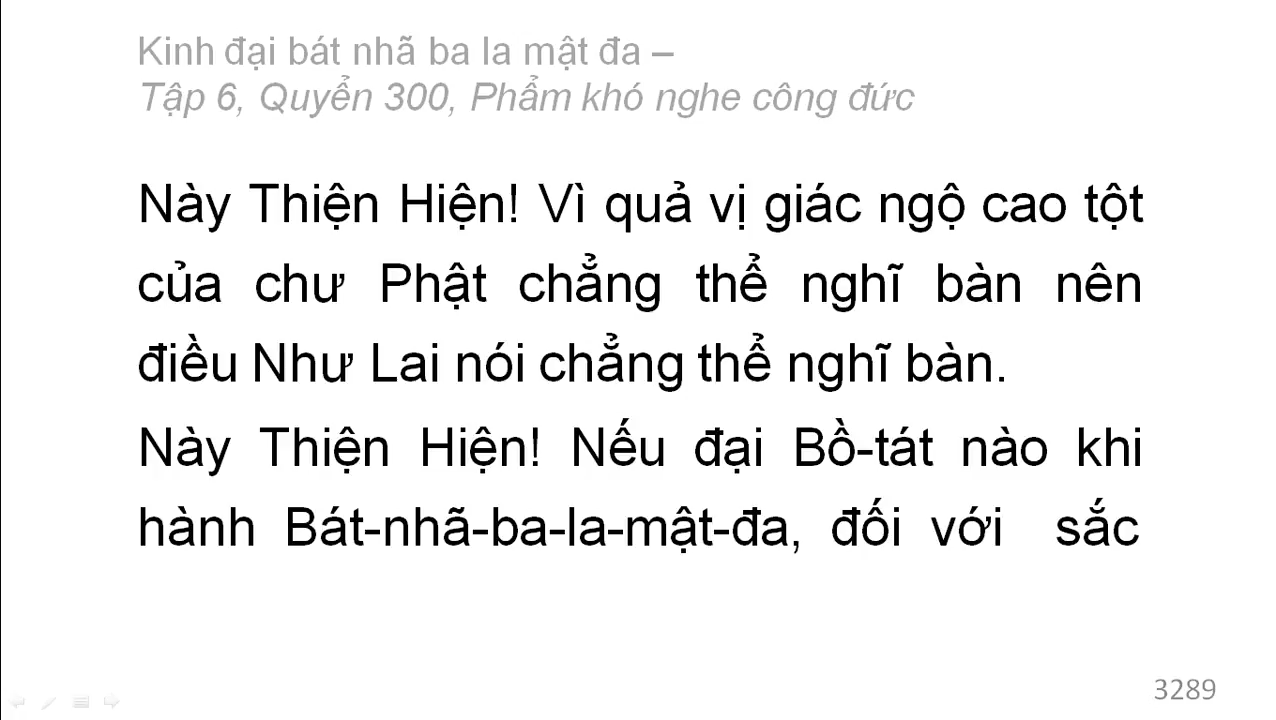 Kinh đại bát nhã ba la mật đa –
Tập 6, Quyển 300, Phẩm khó nghe công đức
Này Thiện Hiện! Vì quả vị giác ngộ cao tột
của chư Phật chẳng thể nghĩ bàn nên
điều Như Lai nói chẳng thể nghĩ bàn.
Này Thiện Hiện! Nếu đại Bồ-tát nào khi
hành Bát-nhã-ba-la-mật-đa, đối với sắc
3289